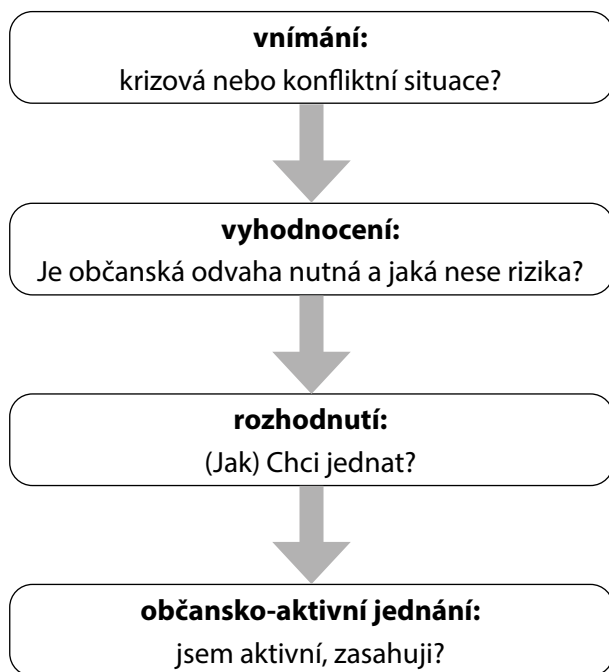 vnímání:
krizová nebo konfliktní situace?
vyhodnocení:
Je občanská odvaha nutná a jaká nese rizika?
rozhodnutí:
(Jak) Chci jednat?
občansko-aktivní jednání:
jsem aktivní, zasahuji?